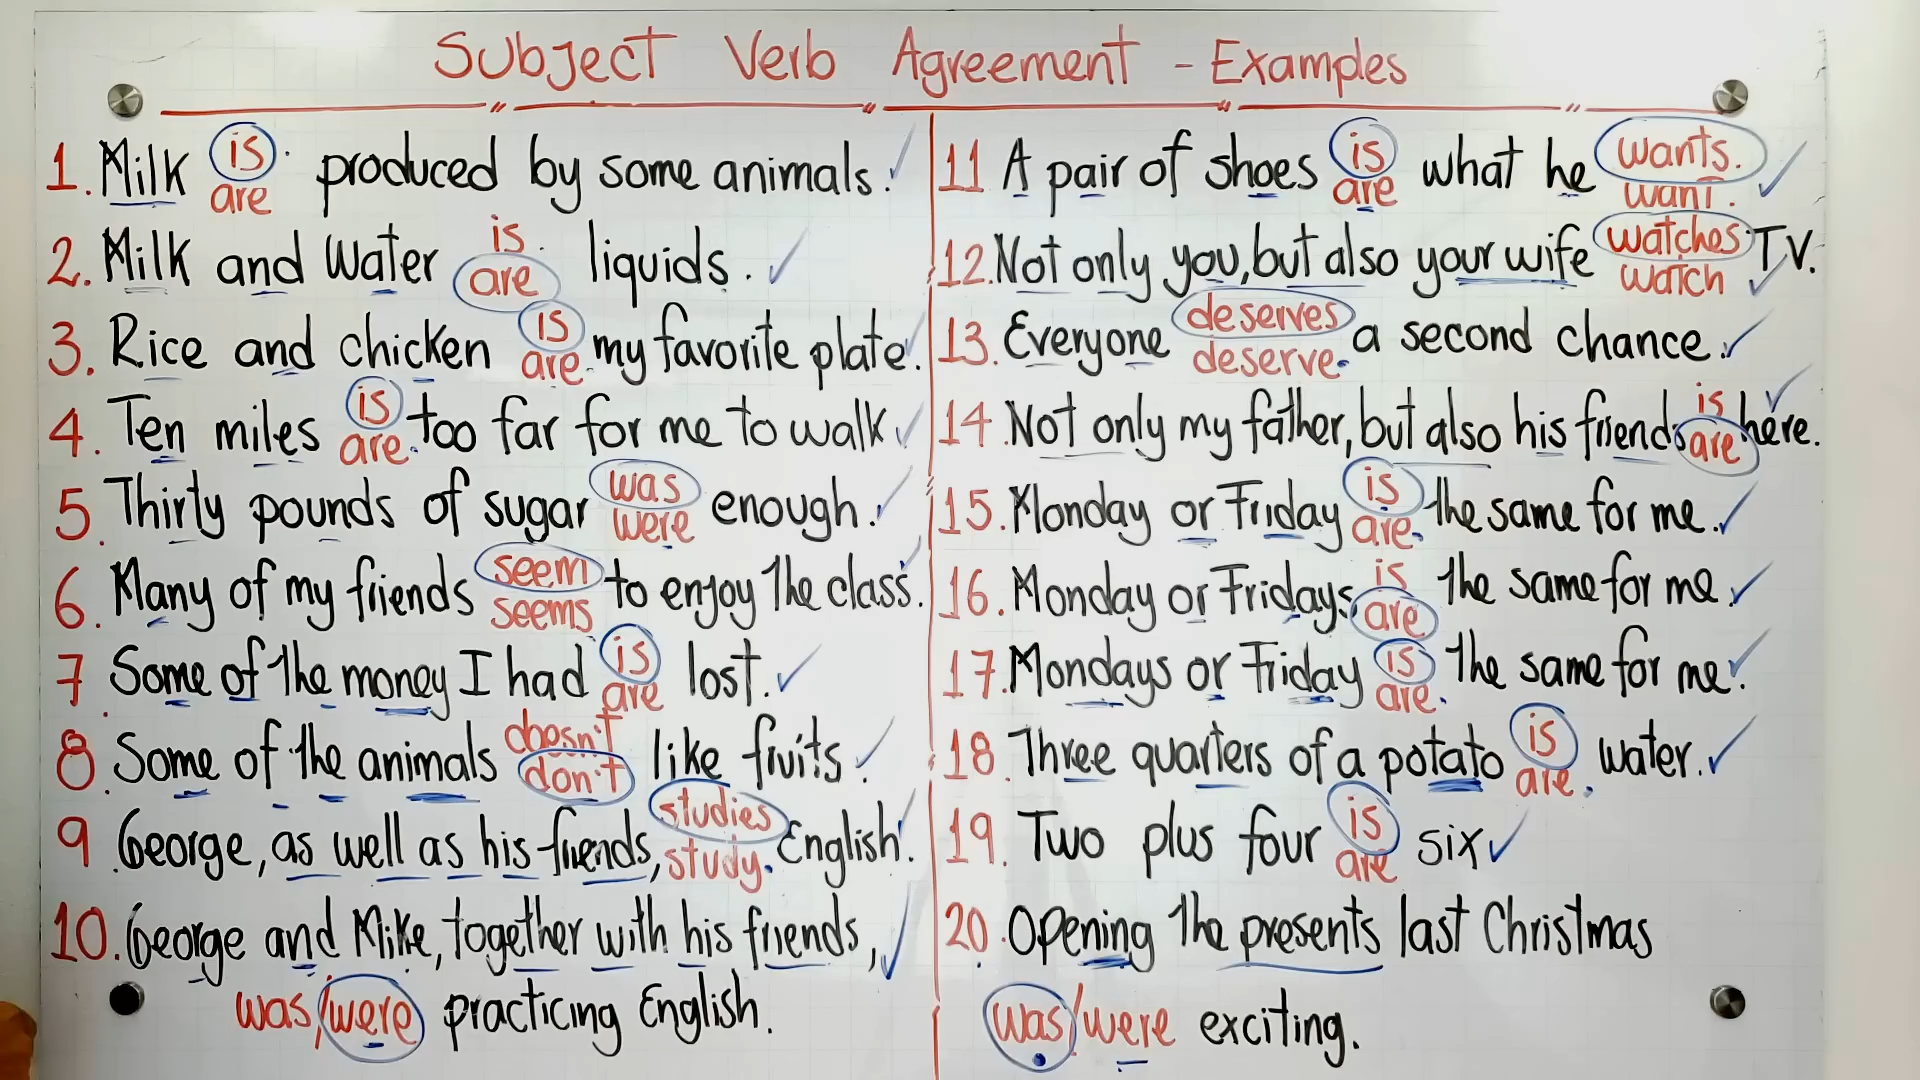 Subject Verb Agreement - Examples
1. Milk is/are produced by some animals.
2. Milk and Water is/are liquids.
3. Rice and chicken is/are my favorite plate.
4. Ten miles is/are too far for me to walk
5. Thirty pounds of sugar was/were enough.
6. Many of my friends seem/seems to enjoy the class.
7. Some of the money I had is/are lost.
8. Some of the animals doesn't/don't like fruits.
9. George, as well as his friends, studies/study English.
10. George and Mike, together with his friends,
was/were practicing English.
11 A pair of shoes is/are what he wants./want.
12. Not only you, but also your wife watches/watch T.V.
13. Everyone deserves/deserve a second chance.
14. Not only my father, but also his friends is/are here.
15. Monday or Friday is/are the same for me.
16. Monday or Fridays is/are the same for me.
17. Mondays or Friday is/are the same for me.
18. Three quarters of a potato is/are water.
19. Two plus four is/are six
20. Opening the presents last Christmas
was/were exciting.